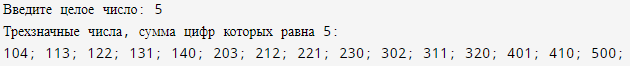 Введите целое число: 5
Трехзначные числа, сумма цифр которых равна 5:
104; 113; 122; 131; 140; 203; 212; 221; 230; 302; 311; 320; 401; 410; 500;